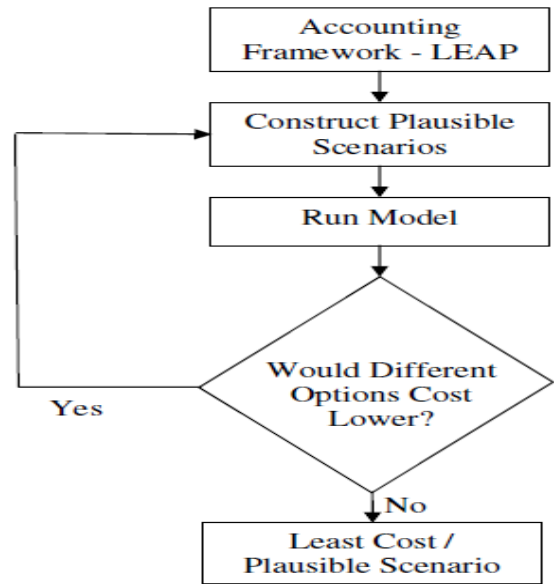 Accounting
Framework - LEAP
Construct Plausible
Scenarios
Run Model
Would Different
Options Cost
Lower?
Yes
No
Least Cost /
Plausible Scenario